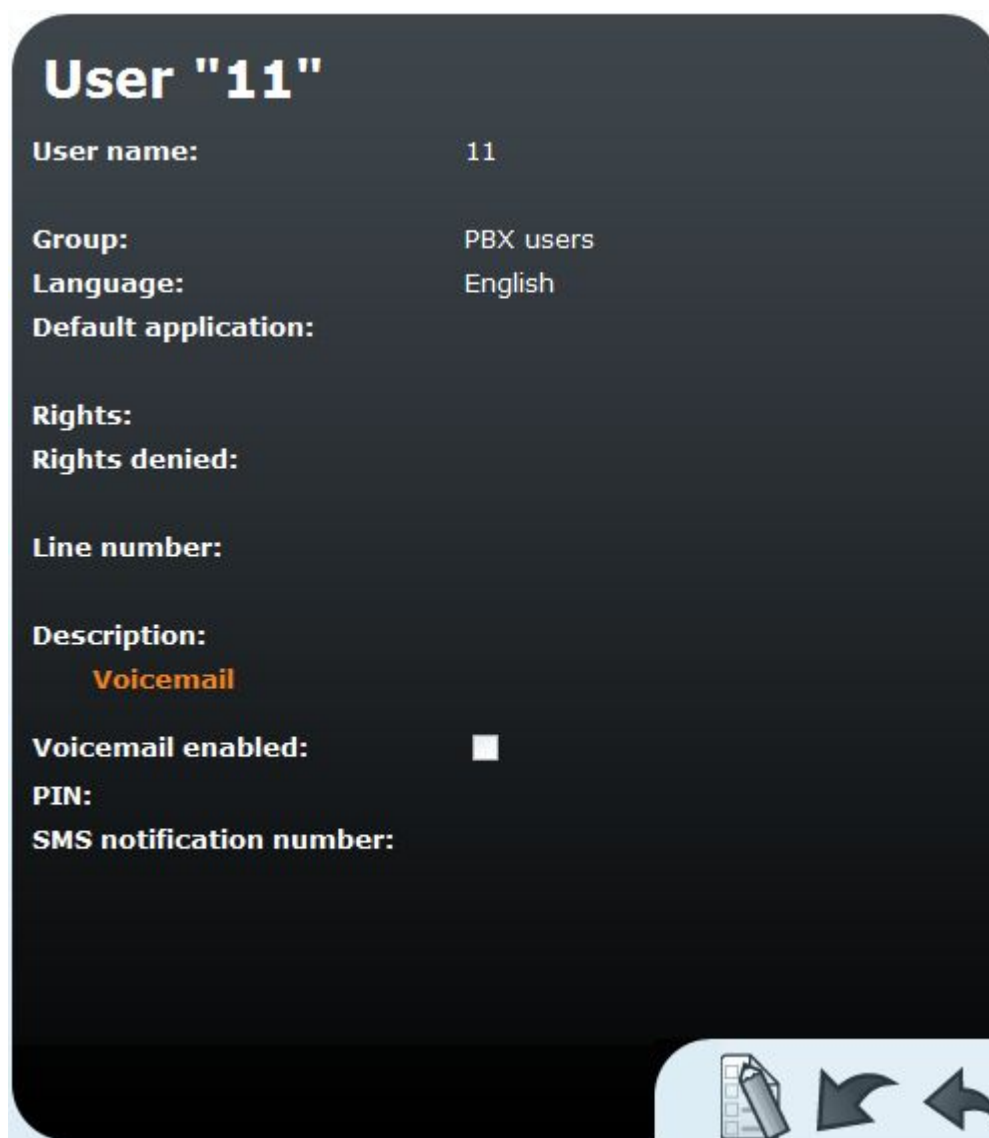 User "11"
User name: 11
Group: PBX users
Language: English
Default application:
Rights:
Rights denied:
Line number:
Description:
Voicemail
Voicemail enabled:
PIN:
SMS notification number: